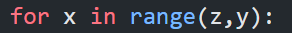 for x in range(z,y):